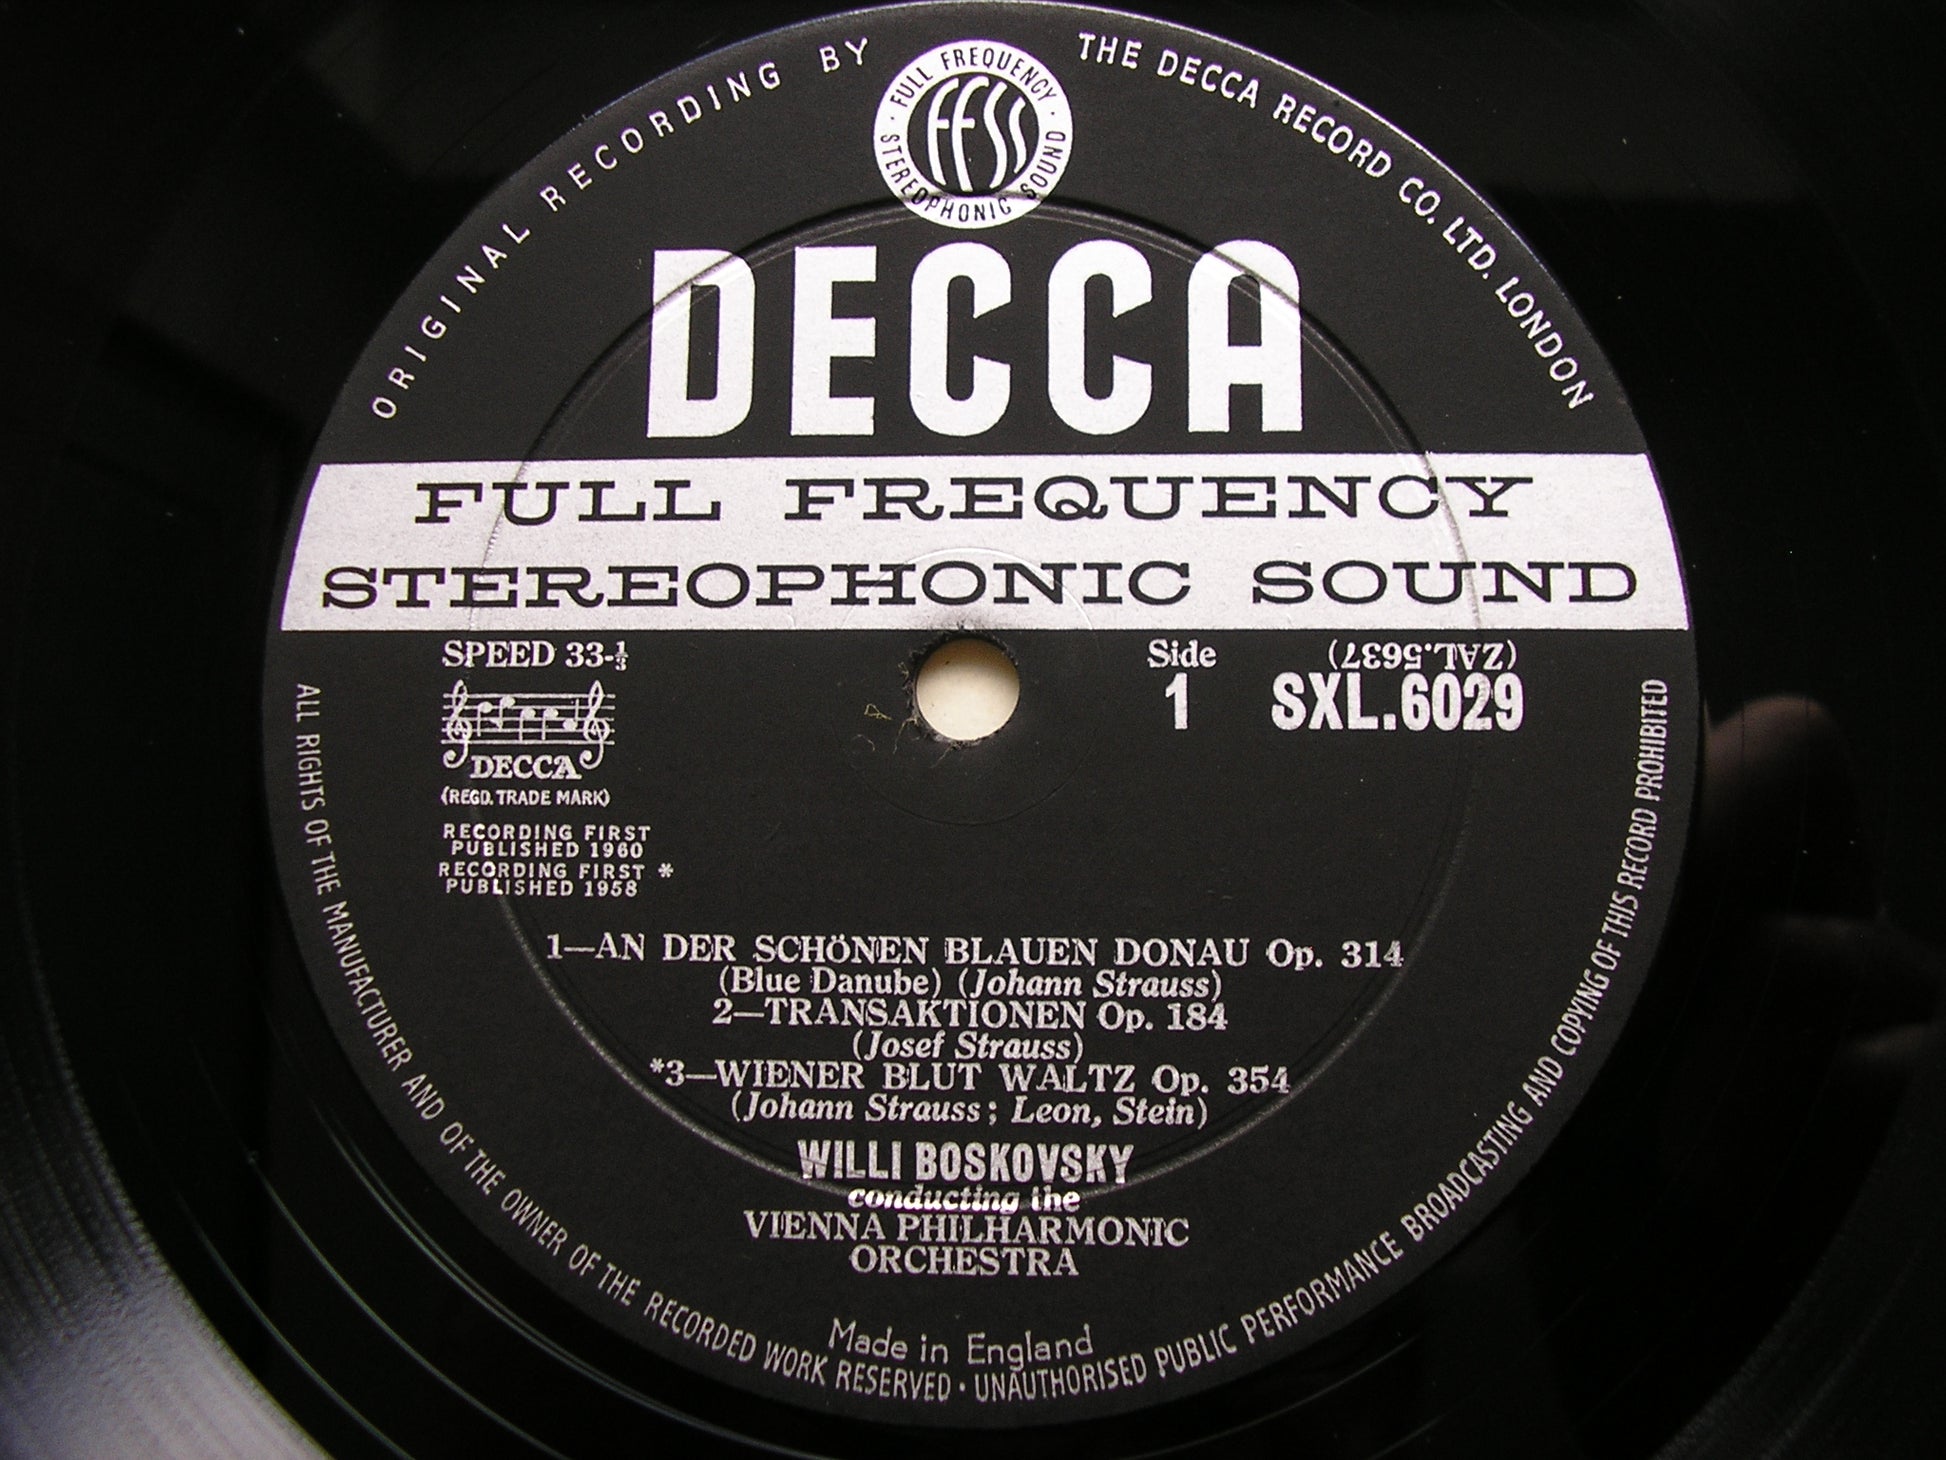 ORIGINAL RECORDING BY
THE DECCA RECORD CO. LTD. LONDON
· FULL FREQUENCY ·
STEREOPHONIC SOUND
FFSS
DECCA
FULL FREQUENCY
STEREOPHONIC SOUND
SPEED 33-⅓
DECCA
(REGD. TRADE MARK)
RECORDING FIRST
PUBLISHED 1960
RECORDING FIRST *
PUBLISHED 1958
Side
1
(ZAL.5637)
SXL.6029
1—AN DER SCHÖNEN BLAUEN DONAU Op. 314
(Blue Danube) (Johann Strauss)
2—TRANSAKTIONEN Op. 184
(Josef Strauss)
*3—WIENER BLUT WALTZ Op. 354
(Johann Strauss; Leon, Stein)
WILLI BOSKOVSKY
conducting the
VIENNA PHILHARMONIC
ORCHESTRA
Made in England
ALL RIGHTS OF THE MANUFACTURER AND OF THE OWNER OF THE RECORDED WORK RESERVED · UNAUTHORISED PUBLIC PERFORMANCE BROADCASTING AND COPYING OF THIS RECORD PROHIBITED